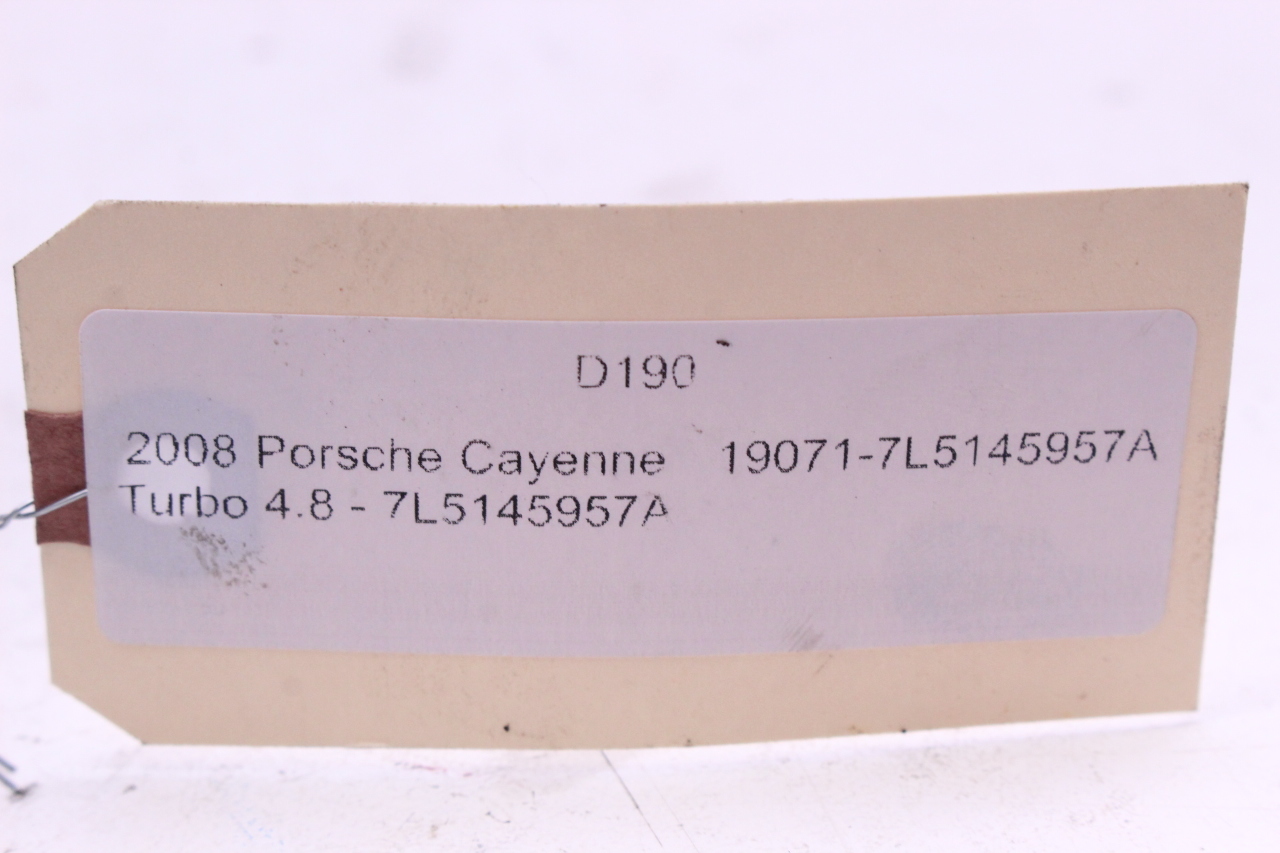 D190
2008 Porsche Cayenne 19071-7L5145957A
Turbo 4.8 - 7L5145957A